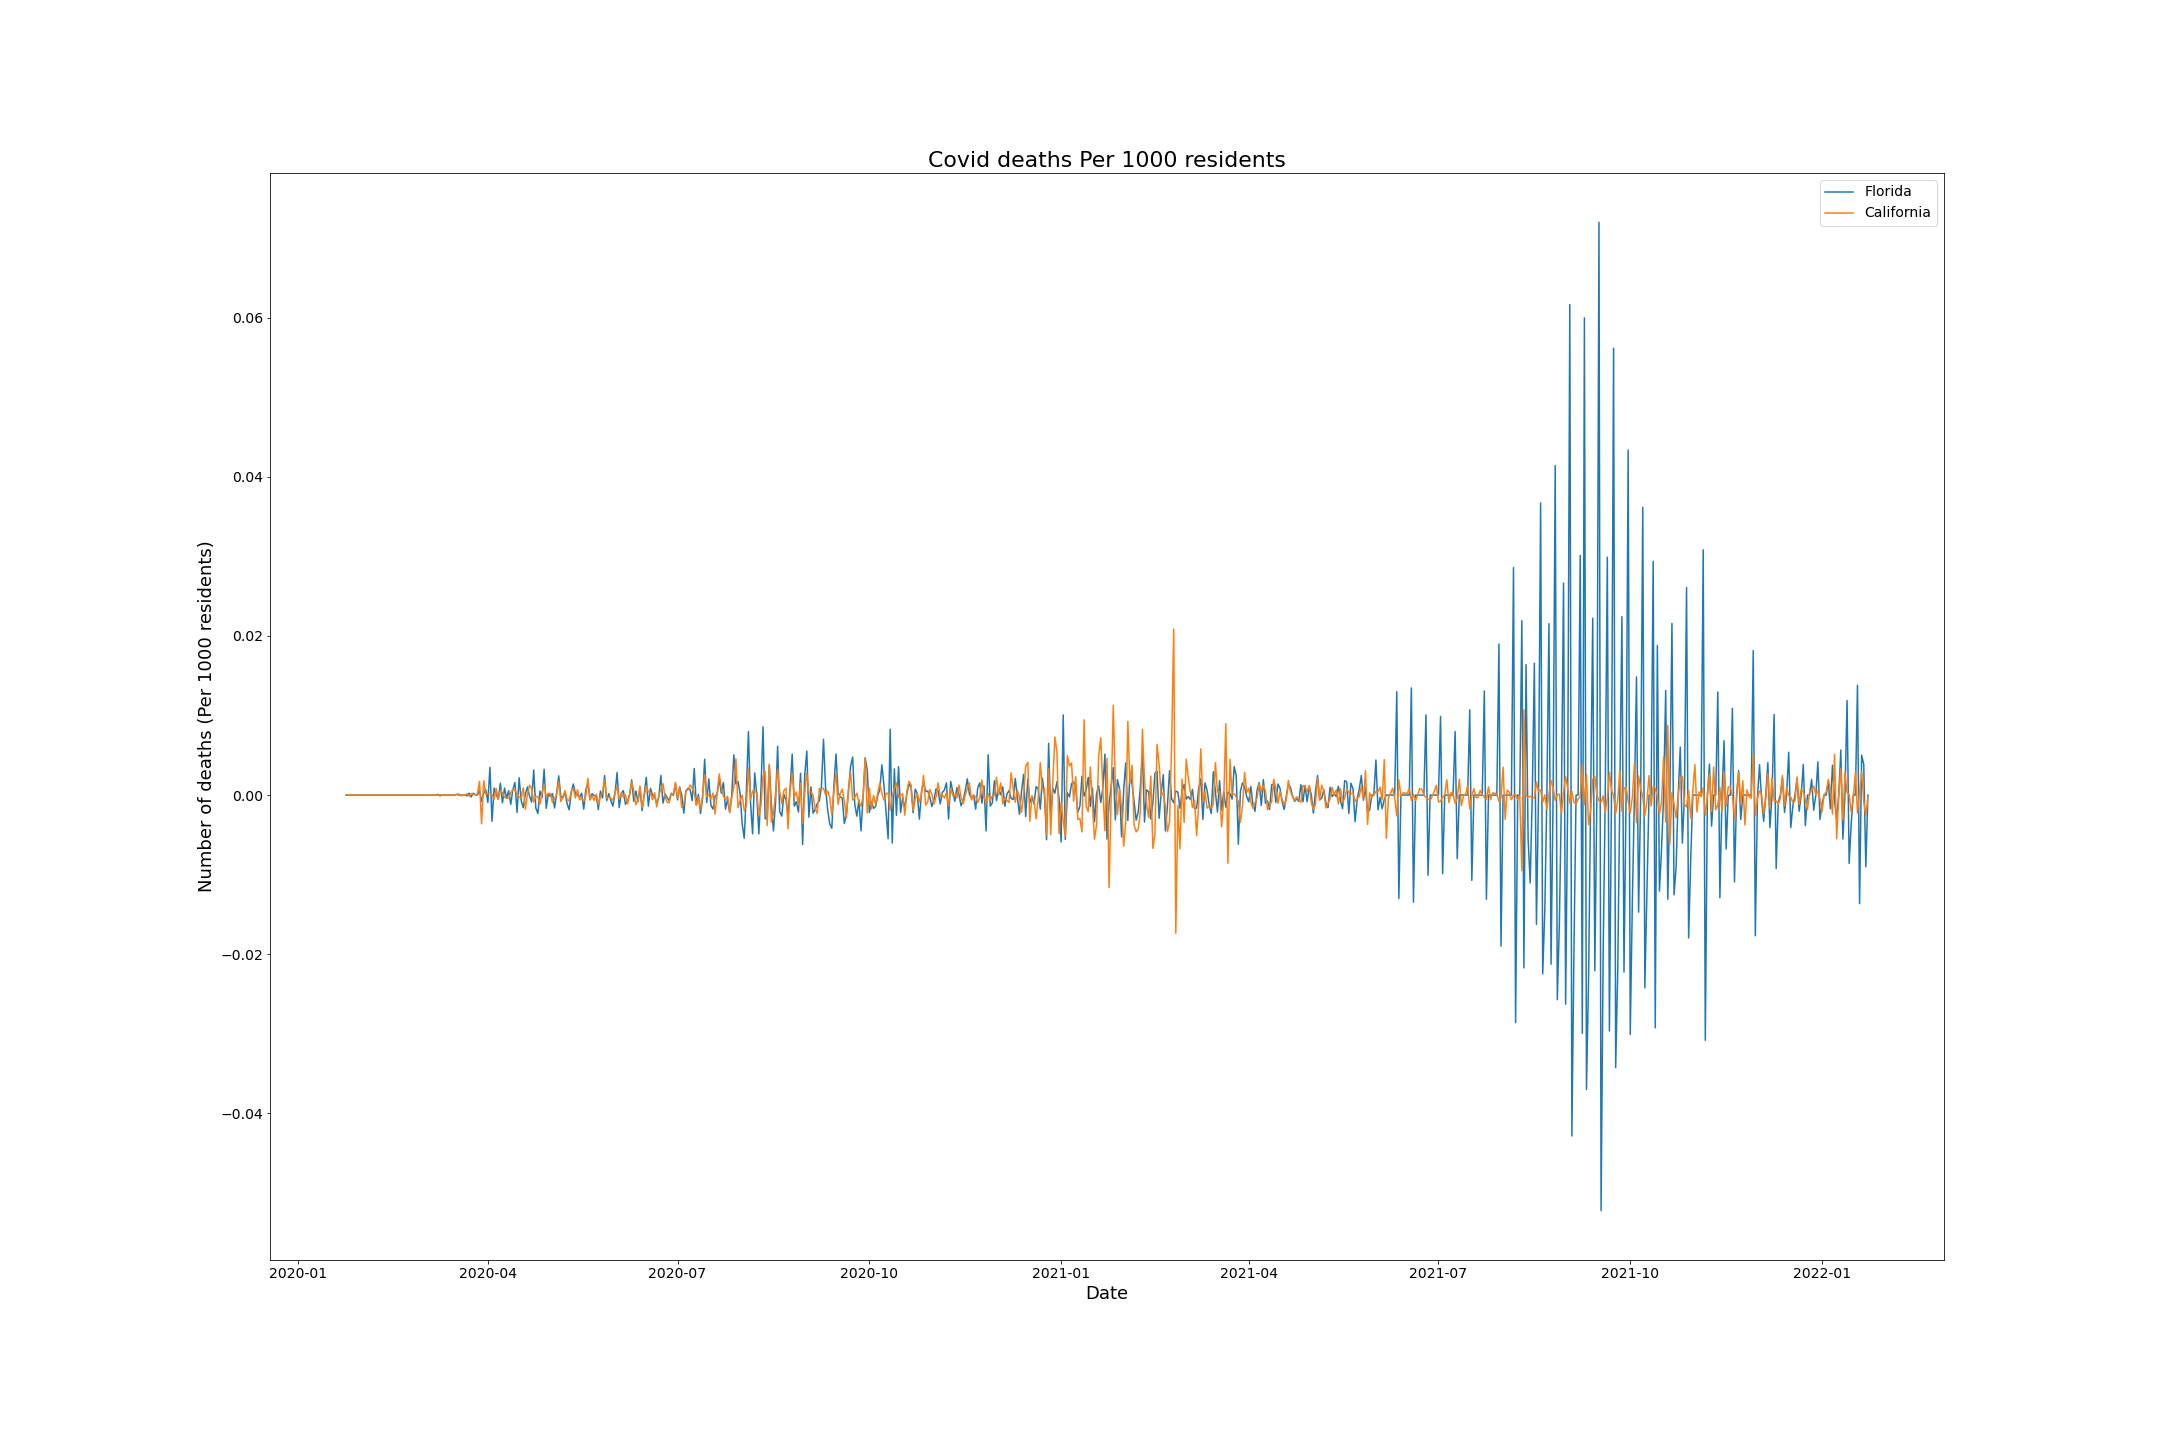 Covid deaths Per 1000 residents
Florida
California
Number of deaths (Per 1000 residents)
0.06
0.04
0.02
0.00
−0.02
−0.04
2020-01 2020-04 2020-07 2020-10 2021-01 2021-04 2021-07 2021-10 2022-01
Date